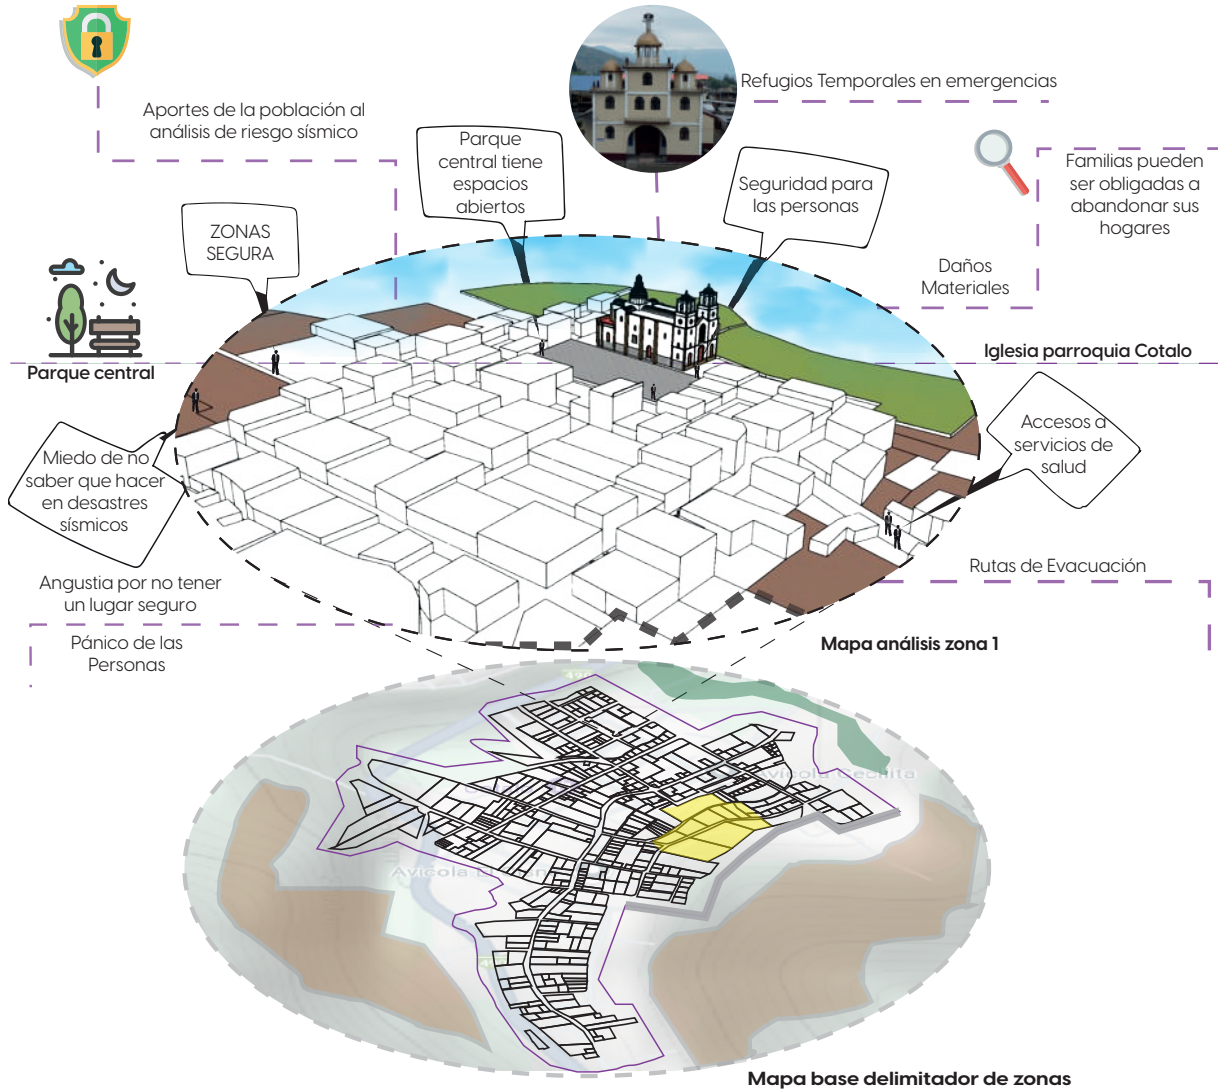 Refugios Temporales en emergencias
Aportes de la población al
análisis de riesgo sísmico
Parque
central tiene
espacios
abiertos
Seguridad para
las personas
Familias pueden
ser obligadas a
abandonar sus
hogares
ZONAS
SEGURA
Daños
Materiales
Parque central
Iglesia parroquia Cotalo
Miedo de no
saber que hacer
en desastres
sísmicos
Accesos a
servicios de
salud
Angustia por no tener
un lugar seguro
Rutas de Evacuación
Pánico de las
Personas
Mapa análisis zona 1
Avicola Cecilita
Avicola
Mapa base delimitador de zonas